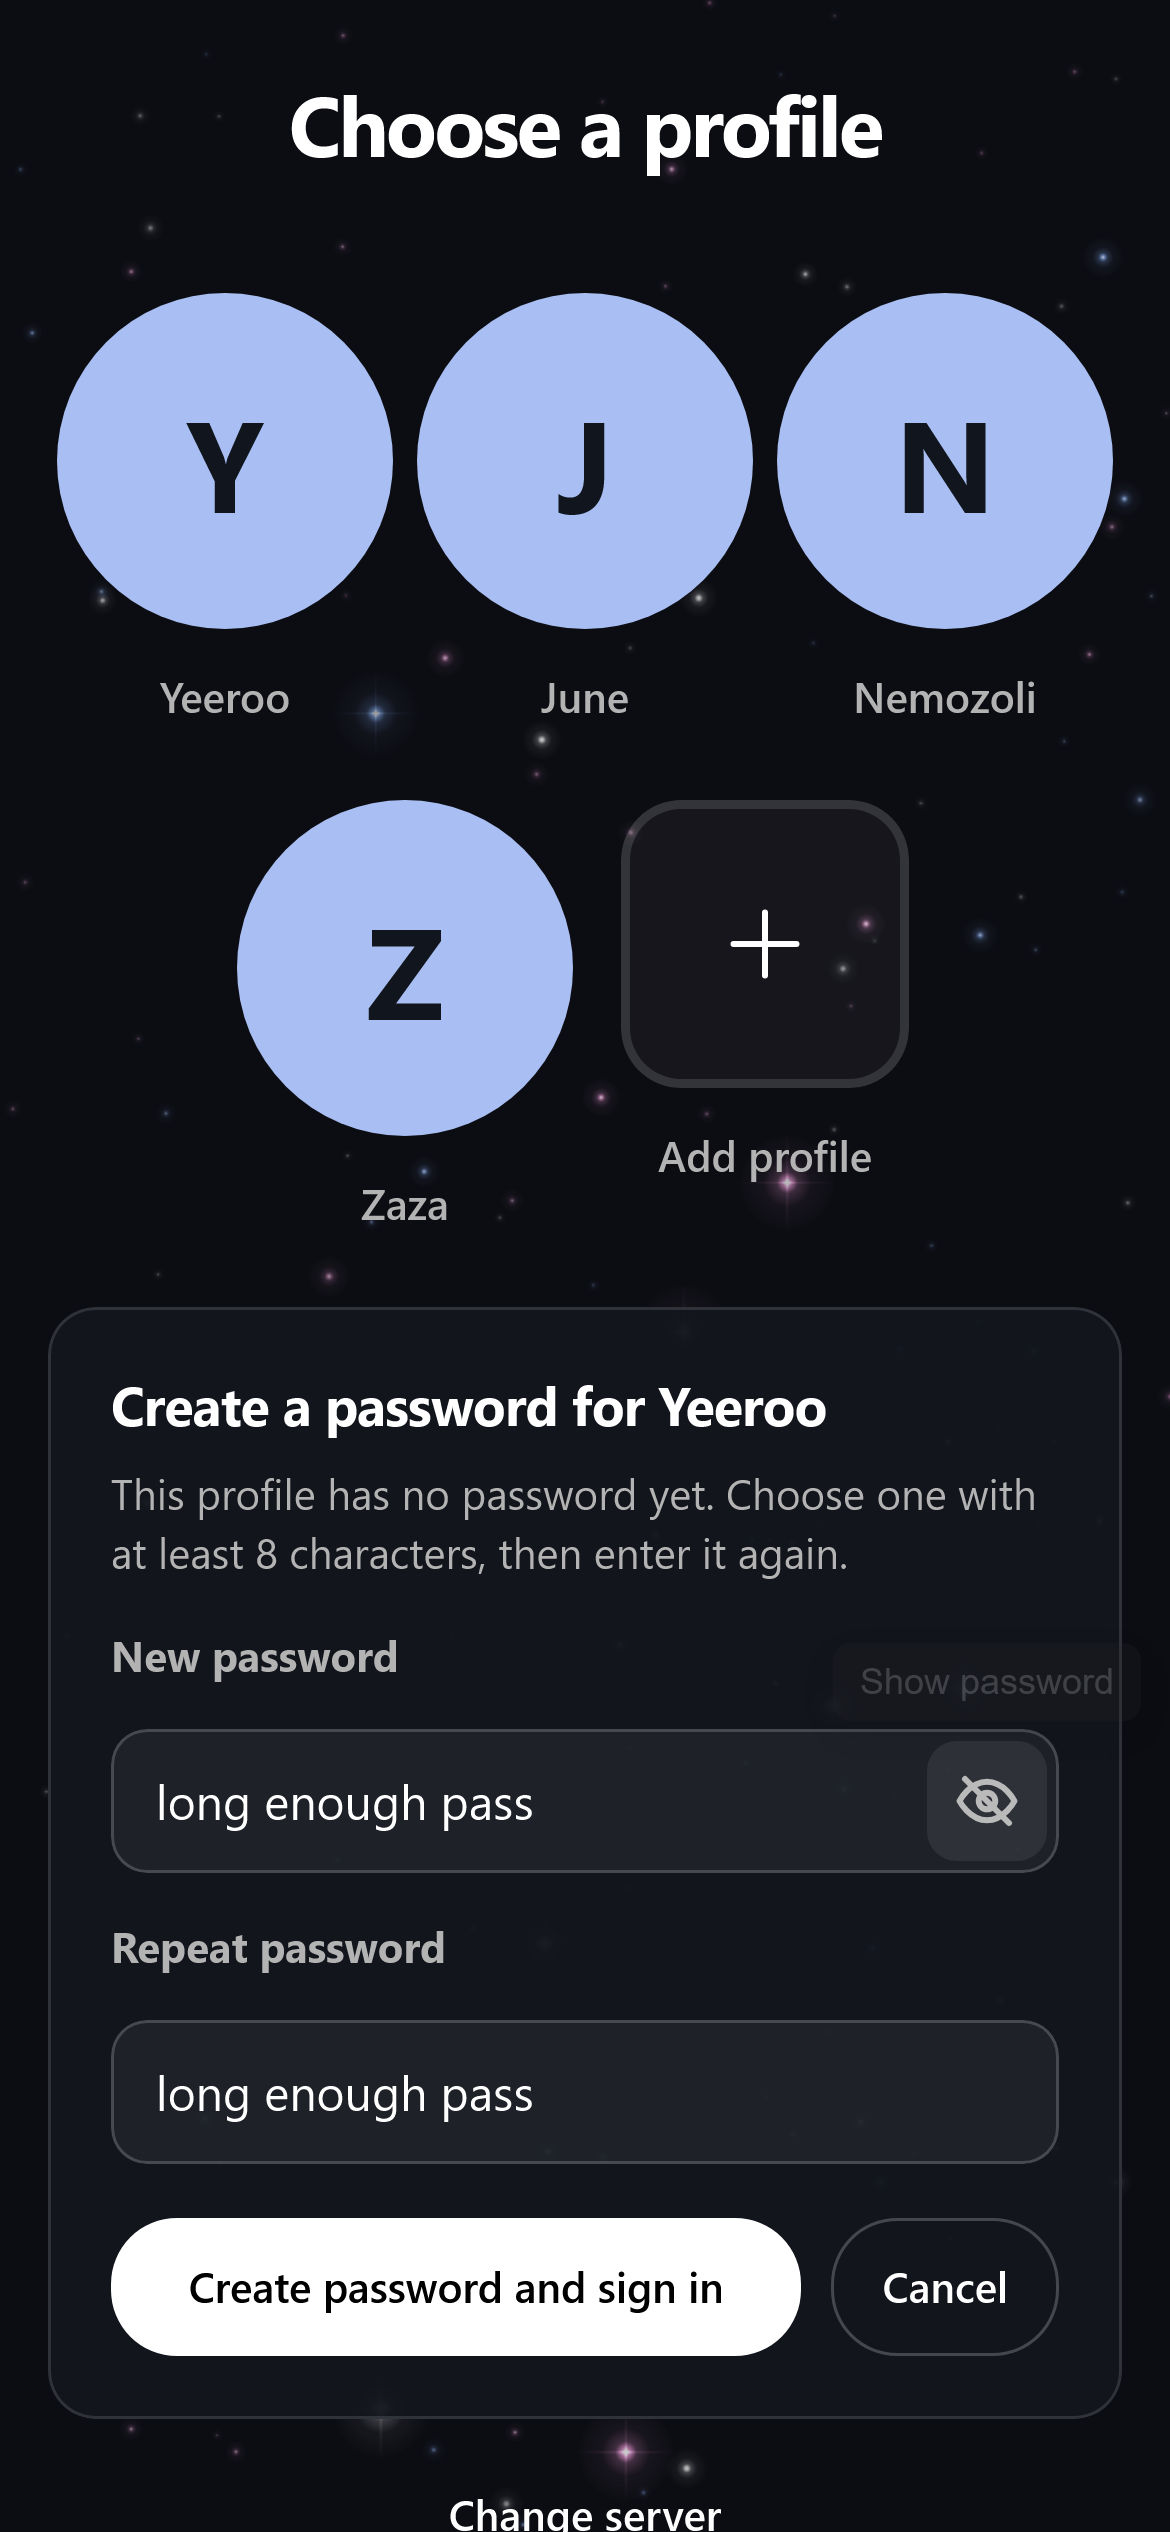 Choose a profile
Y
J
N
Yeeroo
June
Nemozoli
Z
Zaza
Add profile
Create a password for Yeeroo
This profile has no password yet. Choose one with
at least 8 characters, then enter it again.
New password
Show password
long enough pass
Repeat password
long enough pass
Create password and sign in
Cancel
Change server